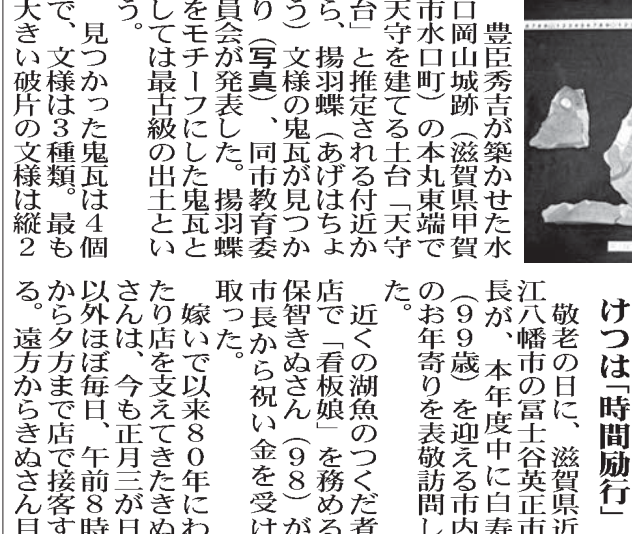 豊臣秀吉が築かせた水
口岡山城跡（滋賀県甲賀
市水口町）の本丸東端で
天守を建てる土台「天守
台」と推定される付近か
ら、揚羽蝶（あげはちょ
う）文様の鬼瓦が見つか
り（写真）、同市教育委
員会が発表した。揚羽蝶
をモチーフにした鬼瓦と
しては最古級の出土とい
う。
見つかった鬼瓦は４個
で、文様は３種類。最も
大きい破片の文様は縦２
けつは「時間励行」
敬老の日に、滋賀県近
江八幡市の冨士谷英正市
長が、本年度中に白寿
（９９歳）を迎える市内
のお年寄りを表敬訪問し
た。
近くの湖魚のつくだ煮
店で「看板娘」を務める
保智きぬさん（９８）が
市長から祝い金を受け
取った。
嫁いで以来８０年にわ
たり店を支えてきたきぬ
さんは、今も正月三が日
以外ほぼ毎日、午前８時
から夕方まで店で接客す
る。遠方からきぬさん目